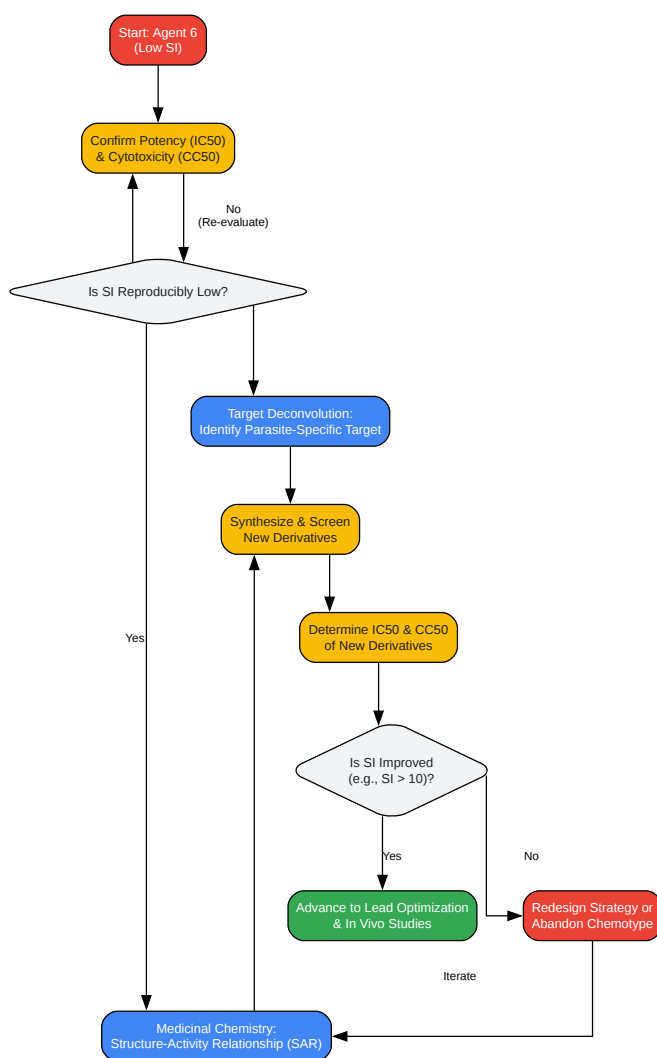 Start: Agent 6
(Low SI)
Confirm Potency (IC50)
& Cytotoxicity (CC50)
No
(Re-evaluate)
Is SI Reproducibly Low?
Target Deconvolution:
Identify Parasite-Specific Target
Synthesize & Screen
New Derivatives
Yes
Determine IC50 & CC50
of New Derivatives
Is SI Improved
(e.g., SI > 10)?
Yes
No
Advance to Lead Optimization
& In Vivo Studies
Redesign Strategy or
Abandon Chemotype
Iterate
Medicinal Chemistry:
Structure-Activity Relationship (SAR)